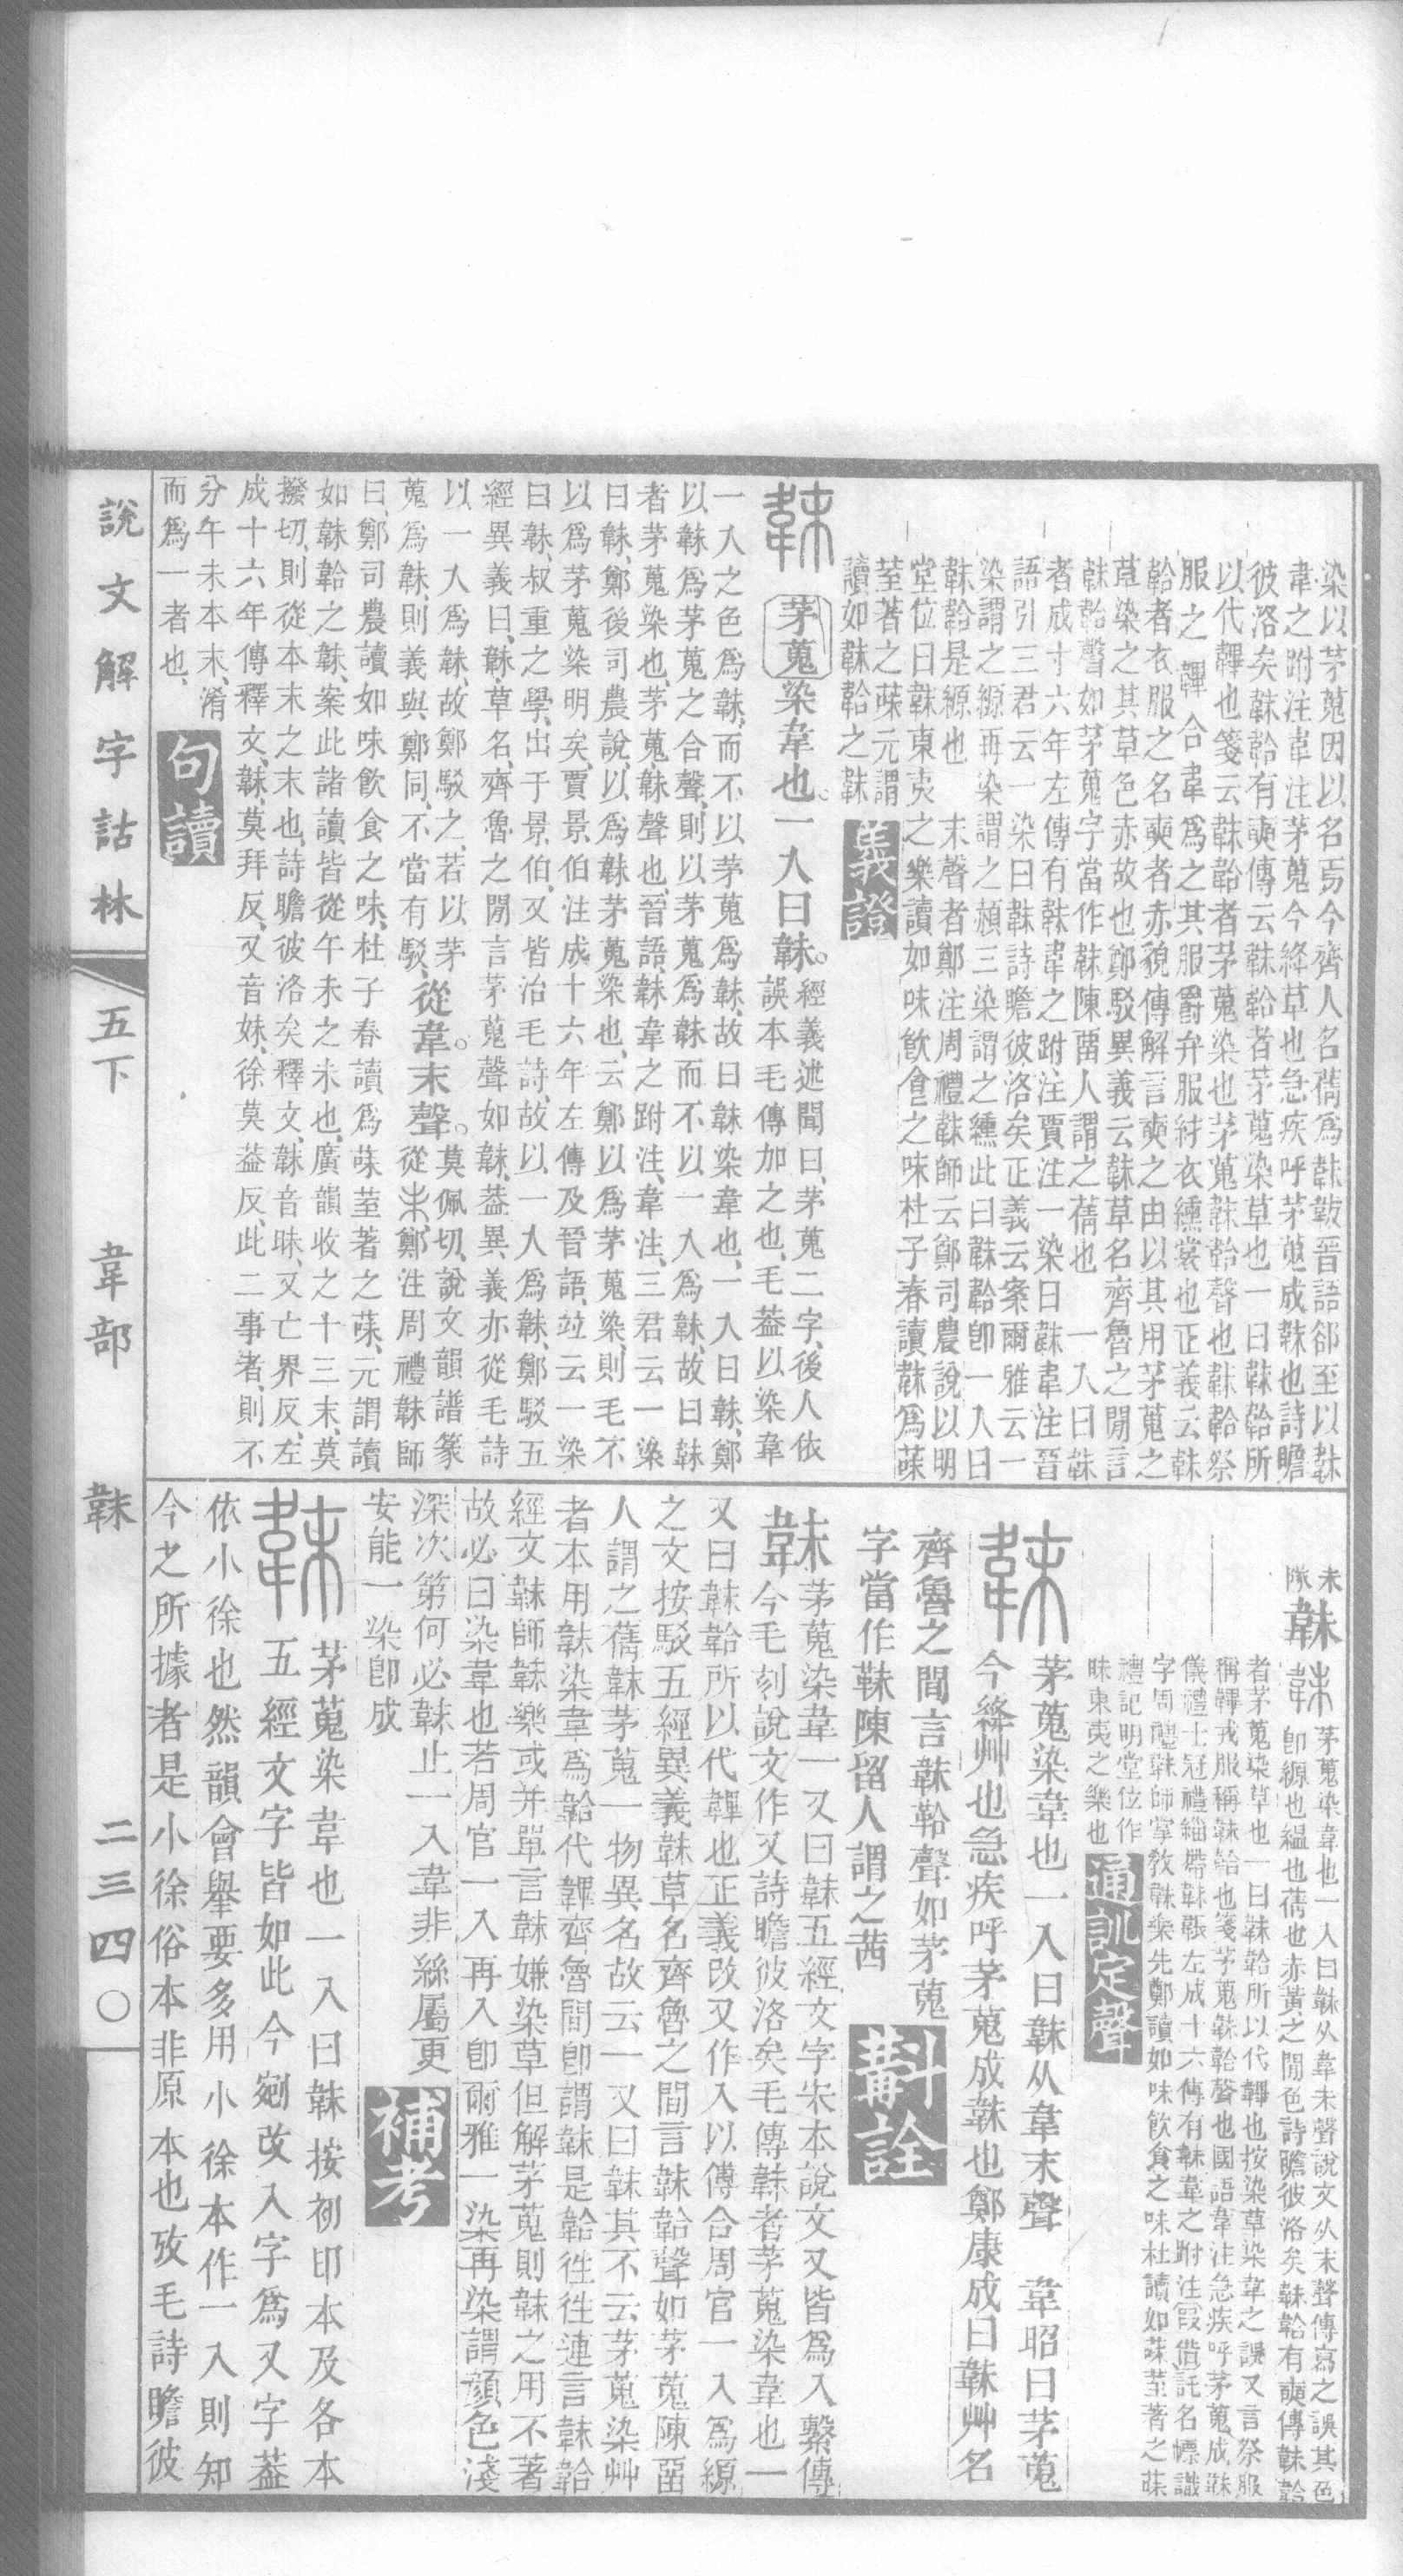 染以茅蒐因以名焉今齊人名蒨爲韎韍晉語郤至以韎
韋之跗注韋注茅蒐今絳草也急疾呼茅蒐成韎也詩瞻
彼洛矣韎韐有奭傳云韎韐者茅蒐染草也一曰韎韐所
以代韠也箋云韎韐者茅蒐染也茅蒐韎韐聲也韎韐祭
服之韠合韋爲之其服爵弁服紂衣纁裳也正義云韎
韐者衣服之名奭者赤貌傳解言奭之由以其用茅蒐之
草染之其草色赤故也鄭駁異義云韎草名齊魯之閒言
韎韐聲如茅蒐字當作韎陳畱人謂之蒨也 一入曰韎
者成十六年左傳有韎韋之跗注賈注一染曰韎韋注晉
語引三君云一染曰韎詩瞻彼洛矣正義云案爾雅云一
染謂之縓再染謂之赬三染謂之纁此曰韎韐卽一入曰
韎韐是縓也 末聲者鄭注周禮韎師云鄭司農說以明
堂位曰韎東夷之樂讀如味飮食之味杜子春讀韎爲菋
荎著之菋元謂
讀如韎韐之韎
義證
韎茅蒐染韋也。一入曰韎。經義述聞曰、茅蒐二字、後人依
誤本毛傳加之也、毛葢以染韋
一入之色爲韎、而不以茅蒐爲韎、故曰韎染韋也、一入曰韎、鄭
以韎爲茅蒐之合聲、則以茅蒐爲韎而不以一入爲韎、故曰韎
者茅蒐染也、茅蒐、韎聲也、晉語、韎韋之跗注、韋注、三君云一染
曰韎、鄭後司農說、以爲韎茅蒐染也、云鄭以爲茅蒐染、則毛不
以爲茅蒐染明矣、賈景伯注成十六年左傳及晉語、竝云一染
曰韎、叔重之學、出于景伯、又皆治毛詩、故以一入爲韎、鄭駁五
經異義曰、韎、草名、齊魯之閒言茅蒐聲如韎、葢異義亦從毛詩
以一入爲韎、故鄭駁之、若以茅
蒐爲韎、則義與鄭同、不當有駁、從韋。末聲。莫佩切、說文韻譜篆
從末、鄭注周禮韎師
曰、鄭司農讀如味飮食之味、杜子春讀爲菋荎著之菋、元謂讀
如韎韐之韎、案此諸讀皆從午未之未也、廣韻收之十三末、莫
撥切、則從本末之末也、詩瞻彼洛矣、釋文、韎、音昧、又亡界反、左
成十六年傳釋文、韎、莫拜反、又音妹、徐莫葢反、此二事者、則不
分午未本末、淆
而爲一者也、
句讀
茅蒐染韋也一入曰韎从韋未聲說文从末聲傳寫之誤其色
卽縓也縕也蒨也赤黃之閒色詩瞻彼洛矣韎韐有奭傳韎韐
者茅蒐染草也一曰韎韐所以代韠也按染草染韋之誤又言祭服
稱韠戎服稱韎韐也箋茅蒐韎韐聲也國語韋注急疾呼茅蒐成韎
儀禮士冠禮緇帶韎韐左成十六傳有韎韋之跗注叚借託名幖識
字周禮韎師掌敎韎樂先鄭讀如味飮食之味杜讀如菋荎著之菋
禮記明堂位作
昧東夷之樂也
通訓定聲
韎茅蒐染韋也一入曰韎从韋末聲 韋昭曰茅蒐
今絳艸也急疾呼茅蒐成韎也鄭康成曰韎艸名
齊魯之間言韎韐聲如茅蒐
字當作韎陳留人謂之茜
斠詮
韎茅蒐染韋一又曰韎五經文字宋本說文又皆爲入繫傳
今毛刻說文作又詩瞻彼洛矣毛傳韎者茅蒐染韋也一
又曰韎韐所以代韠也正義改又作入以傅合周官一入爲縓
之文按駁五經異義韎草名齊魯之間言韎韐聲如茅蒐陳畱
人謂之蒨韎茅蒐一物異名故云一又曰韎其不云茅蒐染艸
者本用韎染韋爲韐代韠齊魯間卽謂韎是韐徃徃連言韎韐
經文韎師韎樂或并單言韎嫌染草但解茅蒐則韎之用不著
故必曰染韋也若周官一入再入卽爾雅一染再染謂顏色淺
深次第何必韎止一入韋非絲屬更
安能一染卽成
補考
韎茅蒐染韋也一入曰韎按初印本及各本
五經文字皆如此今剜改入字爲又字葢
依小徐也然韻會舉要多用小徐本作一入則知
今之所據者是小徐俗本非原本也攷毛詩瞻彼
說文解字詁林 五下 韋部 韎 二三四〇